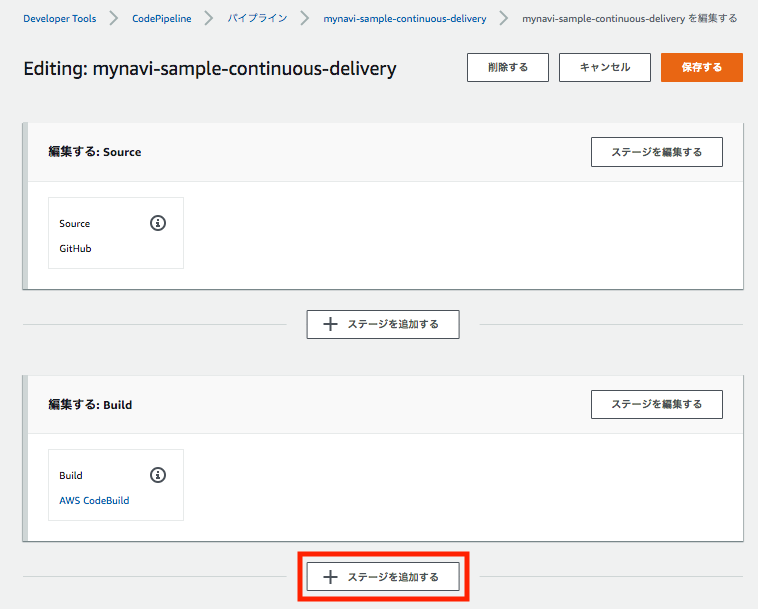 Developer Tools > CodePipeline > パイプライン > mynavi-sample-continuous-delivery > mynavi-sample-continuous-delivery を編集する
Editing: mynavi-sample-continuous-delivery
削除する
キャンセル
保存する
編集する: Source
ステージを編集する
Source
GitHub
+ ステージを追加する
編集する: Build
ステージを編集する
Build
AWS CodeBuild
+ ステージを追加する